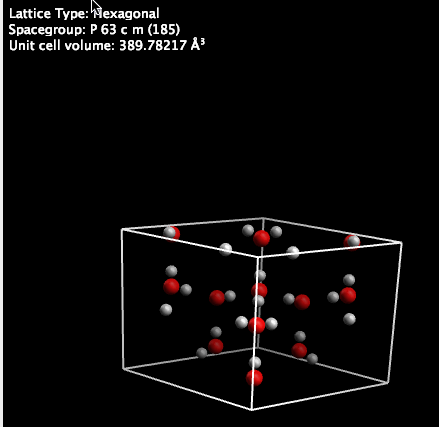 Lattice Type: Hexagonal
Spacegroup: P 63 c m (185)
Unit cell volume: 389.78217 Å³